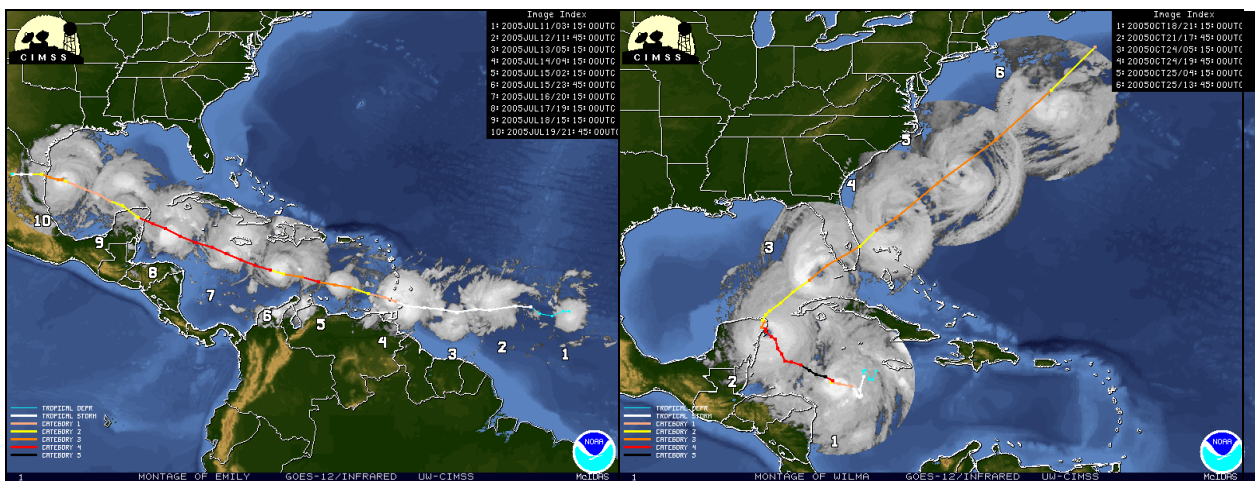 CIMSS
Image Index
1: 2005JUL11/03:15:00UTC
2: 2005JUL12/11:45:00UTC
3: 2005JUL13/05:15:00UTC
4: 2005JUL14/04:15:00UTC
5: 2005JUL15/02:15:00UTC
6: 2005JUL15/23:45:00UTC
7: 2005JUL16/20:15:00UTC
8: 2005JUL17/19:15:00UTC
9: 2005JUL18/15:15:00UTC
10: 2005JUL19/21:45:00UTC
10
9
8
7
6
5
4
3
2
1
TROPICAL DEPR
TROPICAL STORM
CATEGORY 1
CATEGORY 2
CATEGORY 3
CATEGORY 4
CATEGORY 5
NOAA
1 MONTAGE OF EMILY GOES-12/INFRARED UW-CIMSS McIDAS
CIMSS
Image Index
1: 2005OCT18/21:15:00UTC
2: 2005OCT21/17:45:00UTC
3: 2005OCT24/05:15:00UTC
4: 2005OCT24/19:45:00UTC
5: 2005OCT25/04:15:00UTC
6: 2005OCT25/13:45:00UTC
6
5
4
3
2
1
TROPICAL DEPR
TROPICAL STORM
CATEGORY 1
CATEGORY 2
CATEGORY 3
CATEGORY 4
CATEGORY 5
NOAA
1 MONTAGE OF WILMA GOES-12/INFRARED UW-CIMSS McIDAS